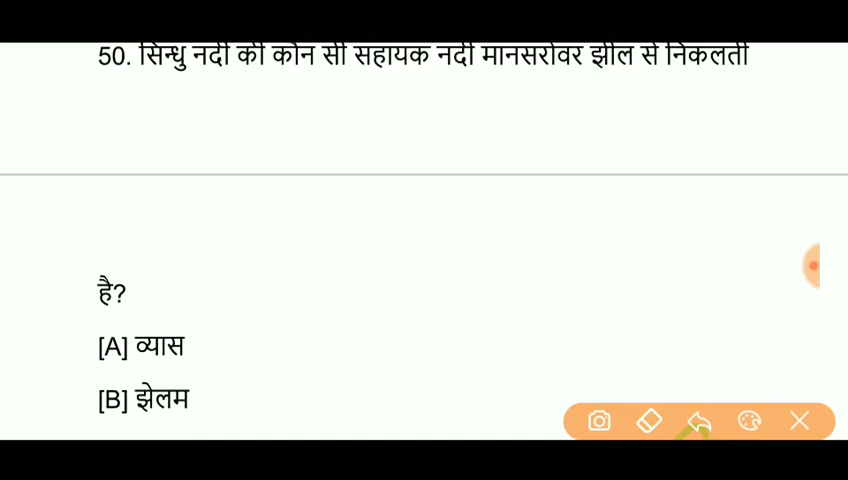 50. सिन्धु नदी की कौन सी सहायक नदी मानसरोवर झील से निकलती
है?
[A] व्यास
[B] झेलम